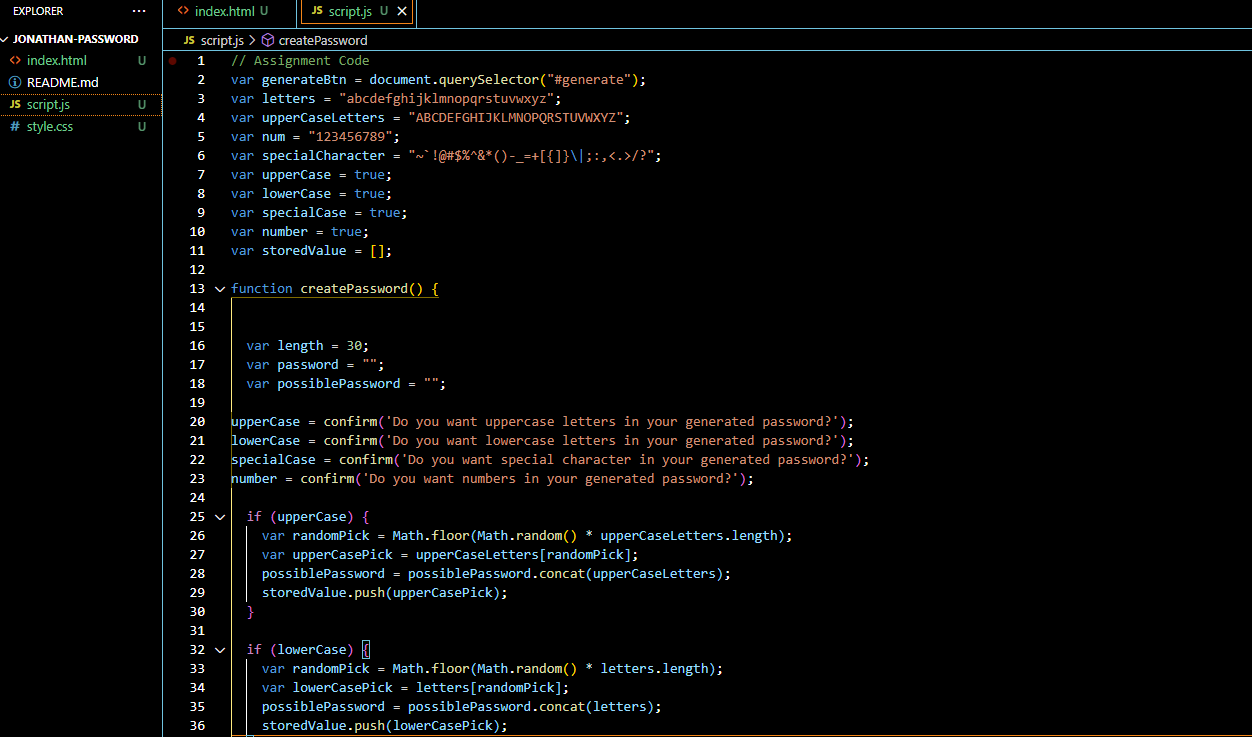 EXPLORER ···
JONATHAN-PASSWORD
<> index.html U
README.md
JS script.js U
# style.css U
<> index.html U JS script.js U ×
JS script.js > createPassword
1 // Assignment Code
2 var generateBtn = document.querySelector("#generate");
3 var letters = "abcdefghijklmnopqrstuvwxyz";
4 var upperCaseLetters = "ABCDEFGHIJKLMNOPQRSTUVWXYZ";
5 var num = "123456789";
6 var specialCharacter = "~`!@#$%^&*()-_=+[{]}\|;:,<.>/?";
7 var upperCase = true;
8 var lowerCase = true;
9 var specialCase = true;
10 var number = true;
11 var storedValue = [];
12
13 function createPassword() {
14
15
16 var length = 30;
17 var password = "";
18 var possiblePassword = "";
19
20 upperCase = confirm('Do you want uppercase letters in your generated password?');
21 lowerCase = confirm('Do you want lowercase letters in your generated password?');
22 specialCase = confirm('Do you want special character in your generated password?');
23 number = confirm('Do you want numbers in your generated password?');
24
25 if (upperCase) {
26 var randomPick = Math.floor(Math.random() * upperCaseLetters.length);
27 var upperCasePick = upperCaseLetters[randomPick];
28 possiblePassword = possiblePassword.concat(upperCaseLetters);
29 storedValue.push(upperCasePick);
30 }
31
32 if (lowerCase) {
33 var randomPick = Math.floor(Math.random() * letters.length);
34 var lowerCasePick = letters[randomPick];
35 possiblePassword = possiblePassword.concat(letters);
36 storedValue.push(lowerCasePick);